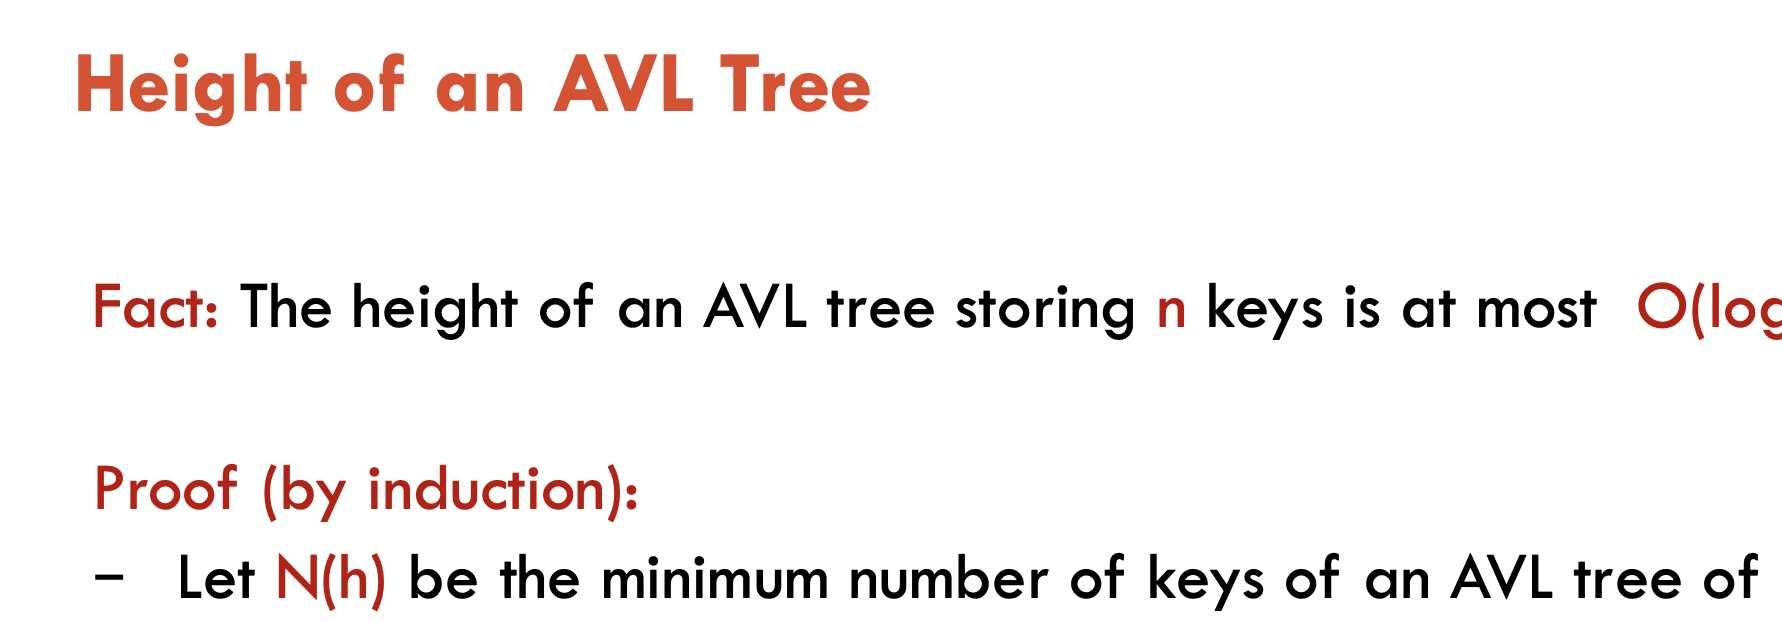 Height of an AVL Tree
Fact: The height of an AVL tree storing n keys is at most O(log
Proof (by induction):
– Let N(h) be the minimum number of keys of an AVL tree of